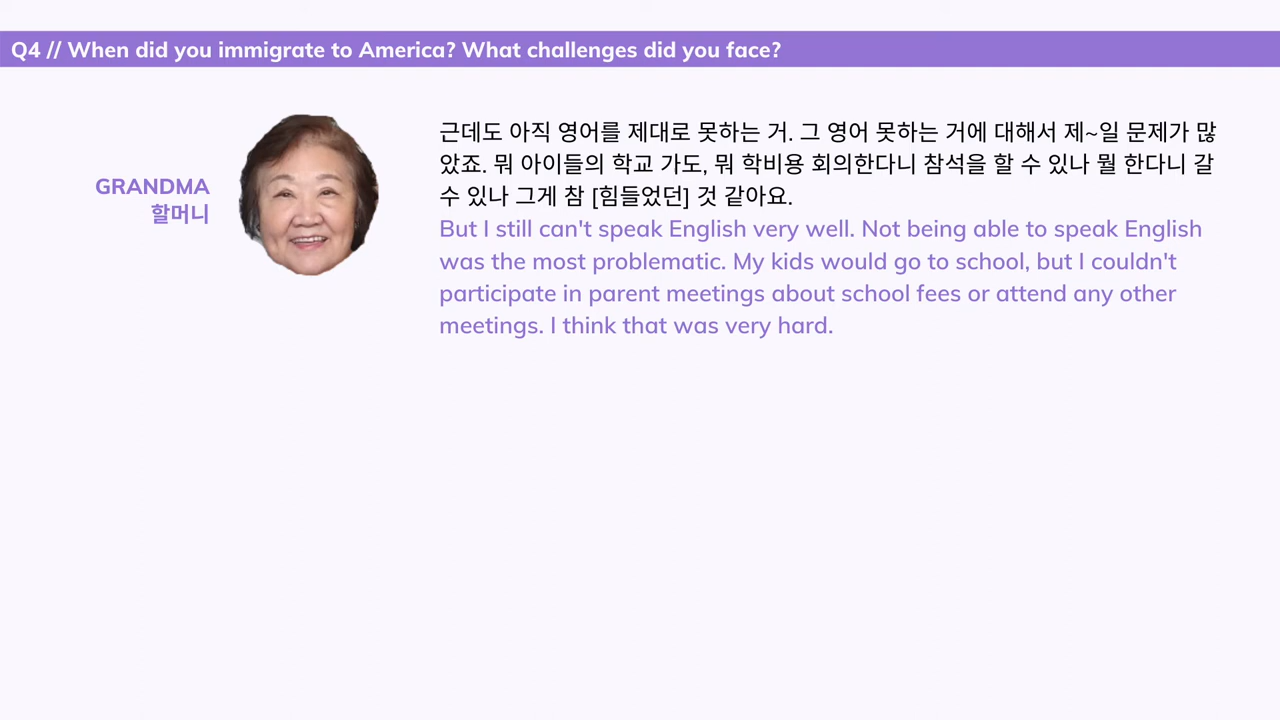 Q4 // When did you immigrate to America? What challenges did you face?
GRANDMA
할머니
근데도 아직 영어를 제대로 못하는 거. 그 영어 못하는 거에 대해서 제~일 문제가 많
았죠. 뭐 아이들의 학교 가도, 뭐 학비용 회의한다니 참석을 할 수 있나 뭘 한다니 갈
수 있나 그게 참 [힘들었던] 것 같아요.
But I still can't speak English very well. Not being able to speak English
was the most problematic. My kids would go to school, but I couldn't
participate in parent meetings about school fees or attend any other
meetings. I think that was very hard.